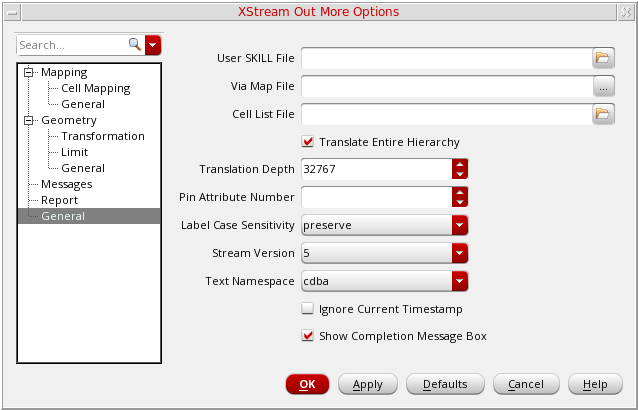 XStream Out More Options
Search...
Mapping
Cell Mapping
General
Geometry
Transformation
Limit
General
Messages
Report
General
User SKILL File
Via Map File
...
Cell List File
Translate Entire Hierarchy
Translation Depth 32767
Pin Attribute Number
Label Case Sensitivity preserve
Stream Version 5
Text Namespace cdba
Ignore Current Timestamp
Show Completion Message Box
OK Apply Defaults Cancel Help